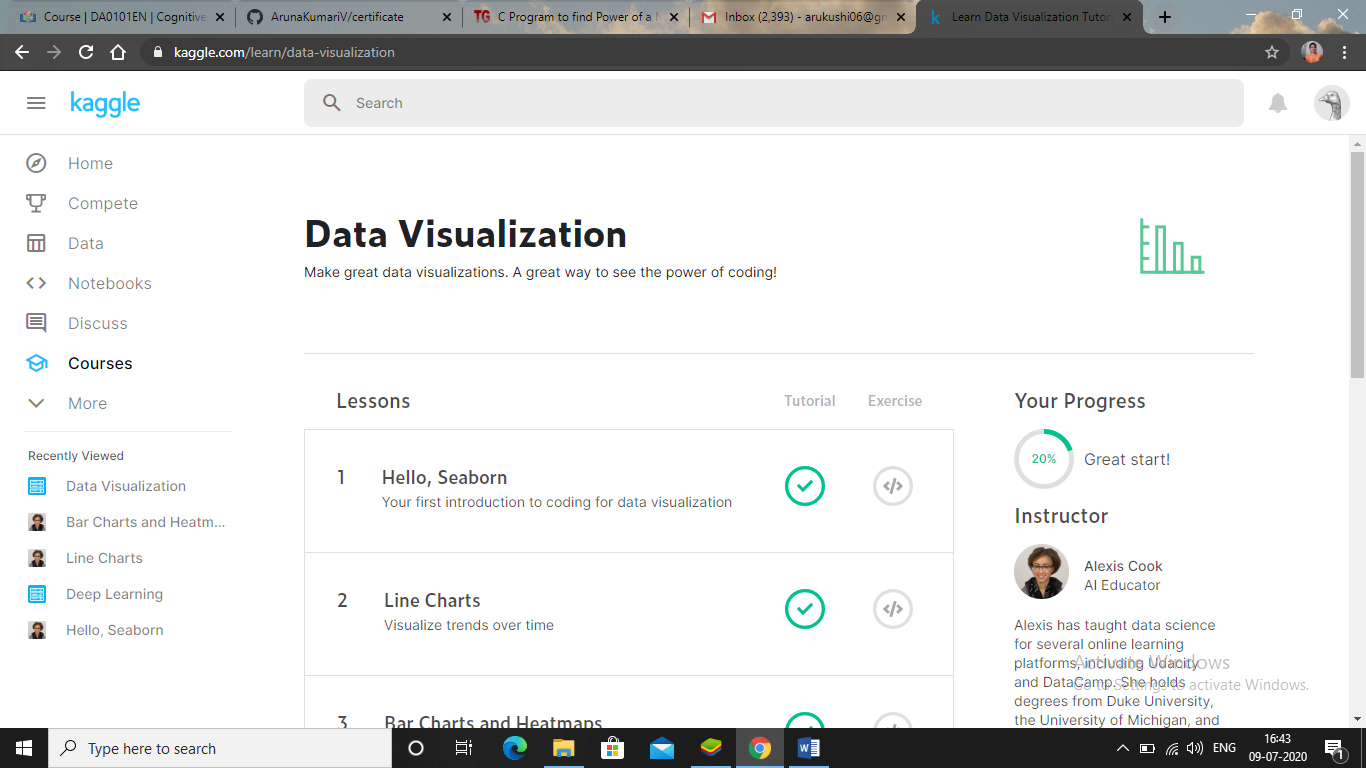 Course | DA0101EN | Cognitive
ArunaKumariV/certificate
C Program to find Power of a N
Inbox (2,393) - arukushi06@gm
Learn Data Visualization Tutor
kaggle.com/learn/data-visualization
kaggle
Search
Home
Compete
Data
Notebooks
Discuss
Courses
More
Recently Viewed
Data Visualization
Bar Charts and Heatm...
Line Charts
Deep Learning
Hello, Seaborn
Data Visualization
Make great data visualizations. A great way to see the power of coding!
Lessons
Tutorial
Exercise
1
Hello, Seaborn
Your first introduction to coding for data visualization
2
Line Charts
Visualize trends over time
3
Bar Charts and Heatmaps
Your Progress
20%
Great start!
Instructor
Alexis Cook
AI Educator
Alexis has taught data science
for several online learning
platforms, including Udacity
and DataCamp. She holds
degrees from Duke University,
the University of Michigan, and
Activate Windows
Go to Settings to activate Windows.
Type here to search
ENG
16:43
09-07-2020
1